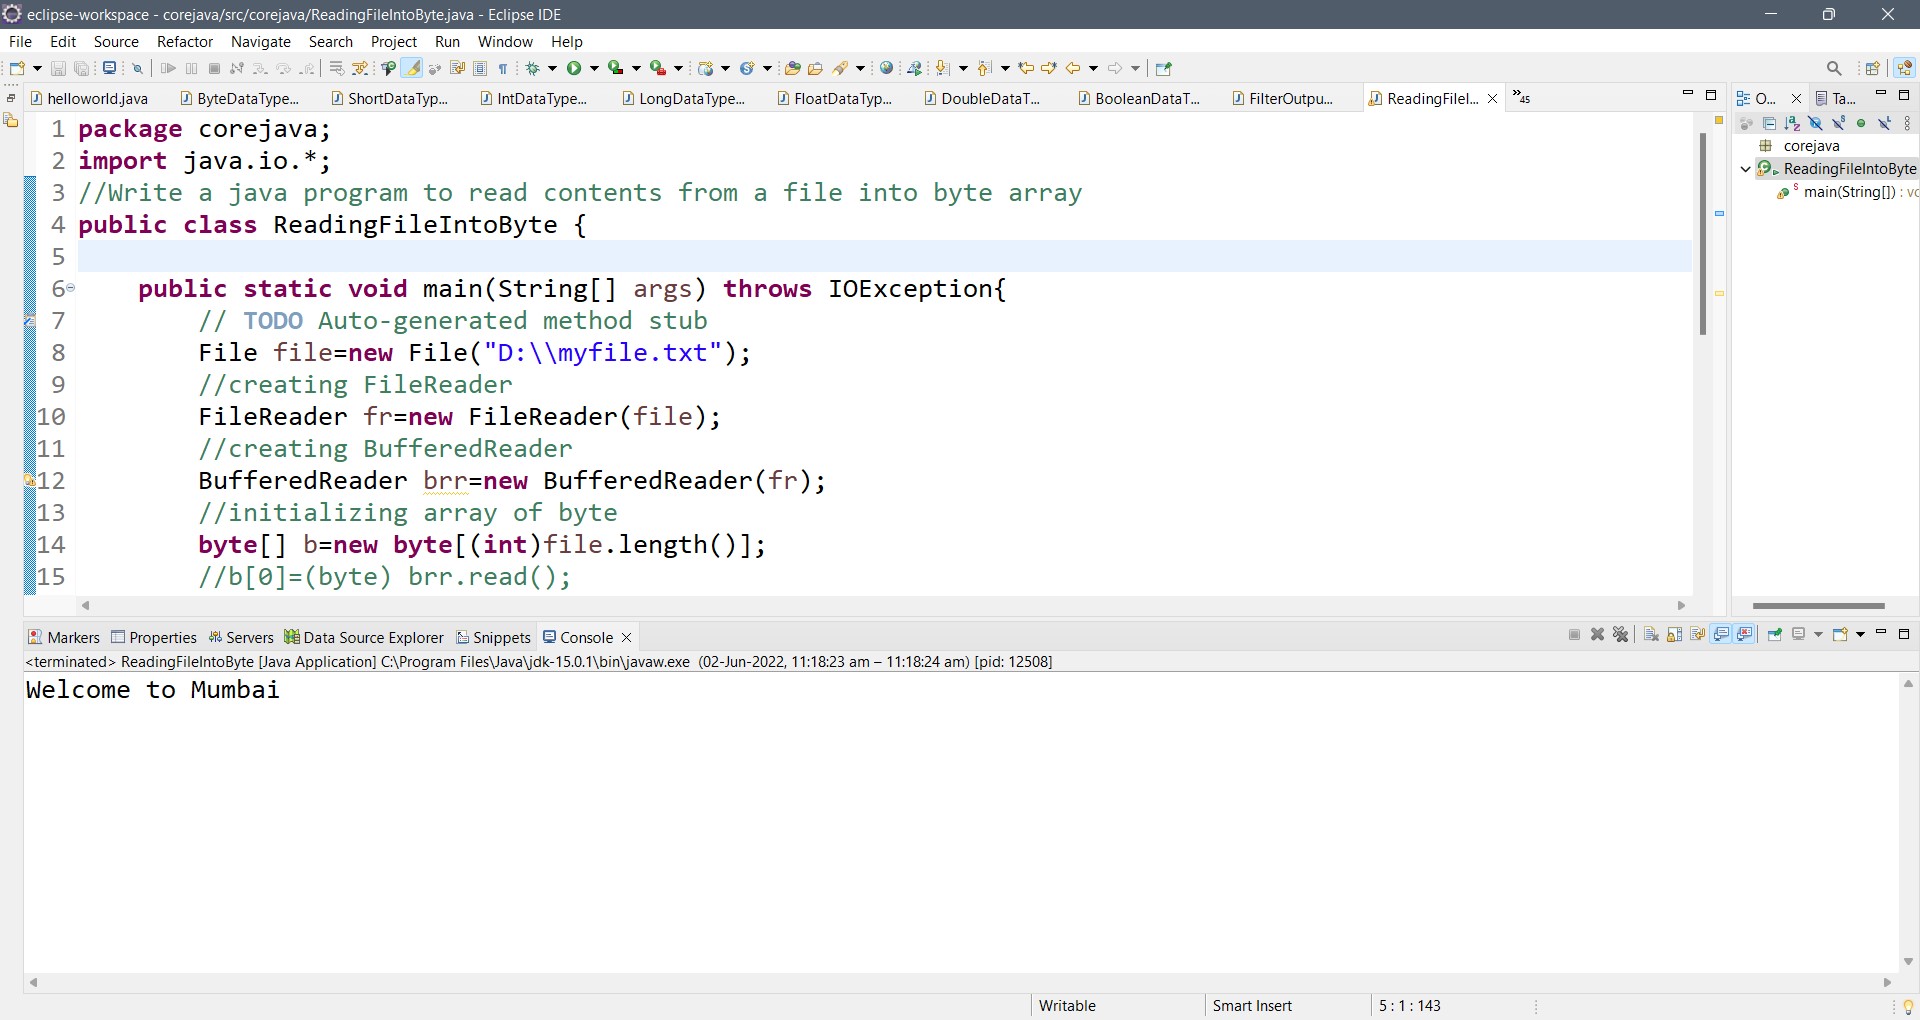 eclipse-workspace - corejava/src/corejava/ReadingFileIntoByte.java - Eclipse IDE
File Edit Source Refactor Navigate Search Project Run Window Help
helloworld.java ByteDataType... ShortDataTyp... IntDataType... LongDataType... FloatDataTyp... DoubleDataT... BooleanDataT... FilterOutpu... ReadingFileI... »45 O... Ta...
1 package corejava;
2 import java.io.*;
3 //Write a java program to read contents from a file into byte array
4 public class ReadingFileIntoByte {
5
6 public static void main(String[] args) throws IOException{
7 // TODO Auto-generated method stub
8 File file=new File("D:\\myfile.txt");
9 //creating FileReader
10 FileReader fr=new FileReader(file);
11 //creating BufferedReader
12 BufferedReader brr=new BufferedReader(fr);
13 //initializing array of byte
14 byte[] b=new byte[(int)file.length()];
15 //b[0]=(byte) brr.read();
corejava
ReadingFileIntoByte
main(String[]) : vo
Markers Properties Servers Data Source Explorer Snippets Console
<terminated> ReadingFileIntoByte [Java Application] C:\Program Files\Java\jdk-15.0.1\bin\javaw.exe (02-Jun-2022, 11:18:23 am – 11:18:24 am) [pid: 12508]
Welcome to Mumbai
Writable Smart Insert 5 : 1 : 143